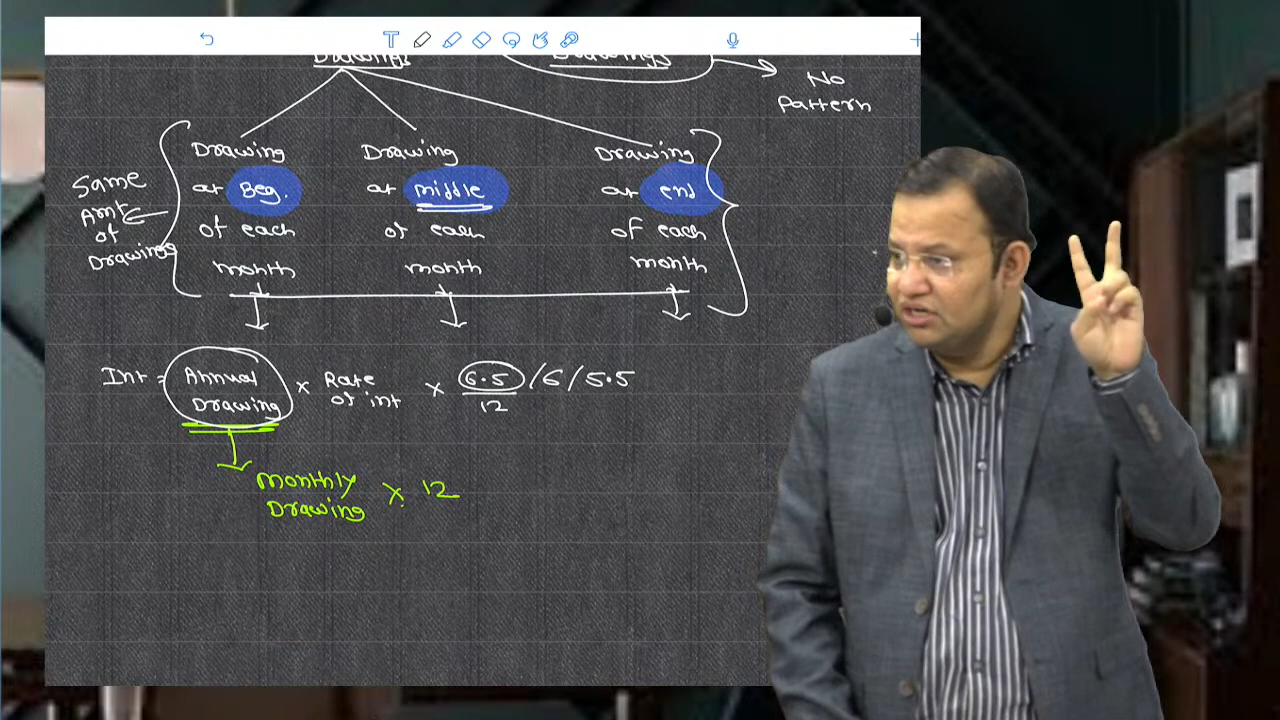 Drawings
Drawings
No
Pattern
Same
Amt
of
Drawings
Drawing
at Beg.
of each
month
Drawing
at middle
of each
month
Drawing
at end
of each
month
Int = Annual Drawing × Rate of int × 6.5/6/5.5
12
Monthly
Drawing × 12